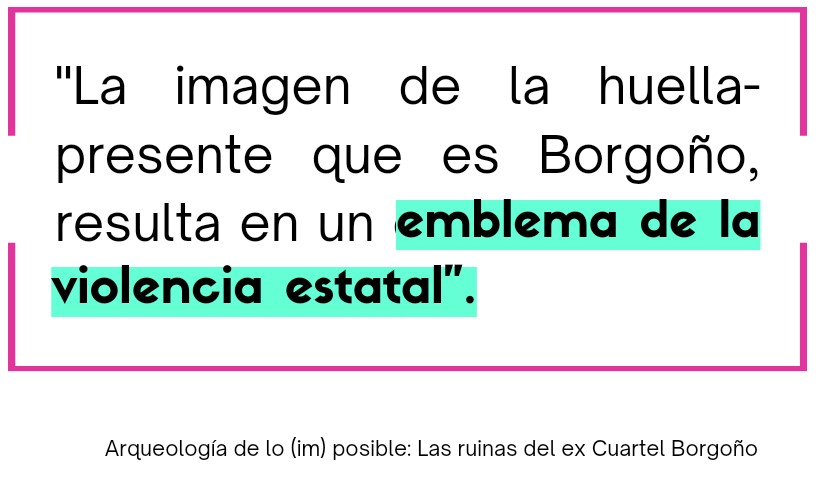 "La imagen de la huella-
presente que es Borgoño,
resulta en un emblema de la
violencia estatal".
Arqueología de lo (im) posible: Las ruinas del ex Cuartel Borgoño